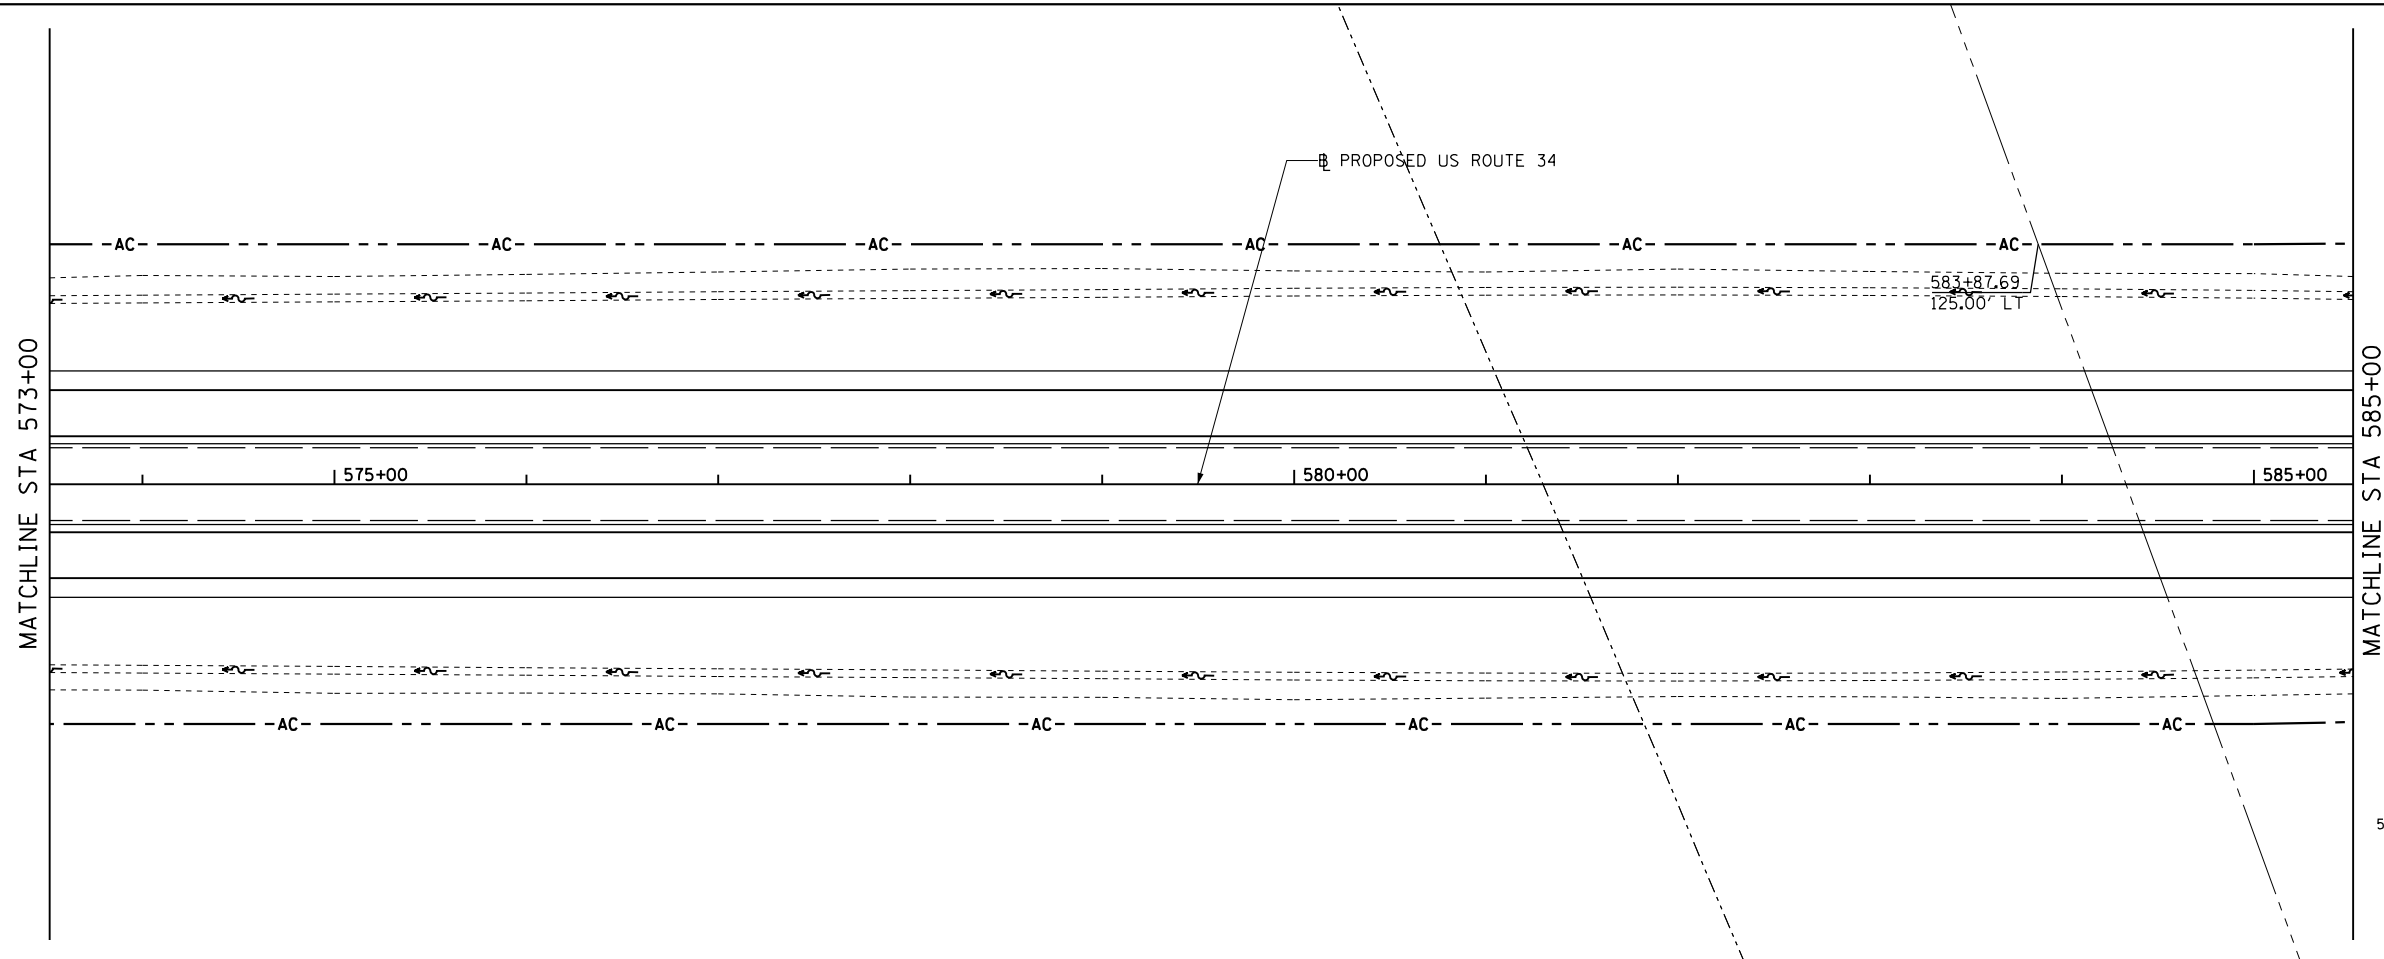 ℄ PROPOSED US ROUTE 34
AC AC AC AC AC AC
583+87.69
125.00' LT
MATCHLINE STA 573+00
575+00 580+00 585+00
MATCHLINE STA 585+00
AC AC AC AC AC AC
5